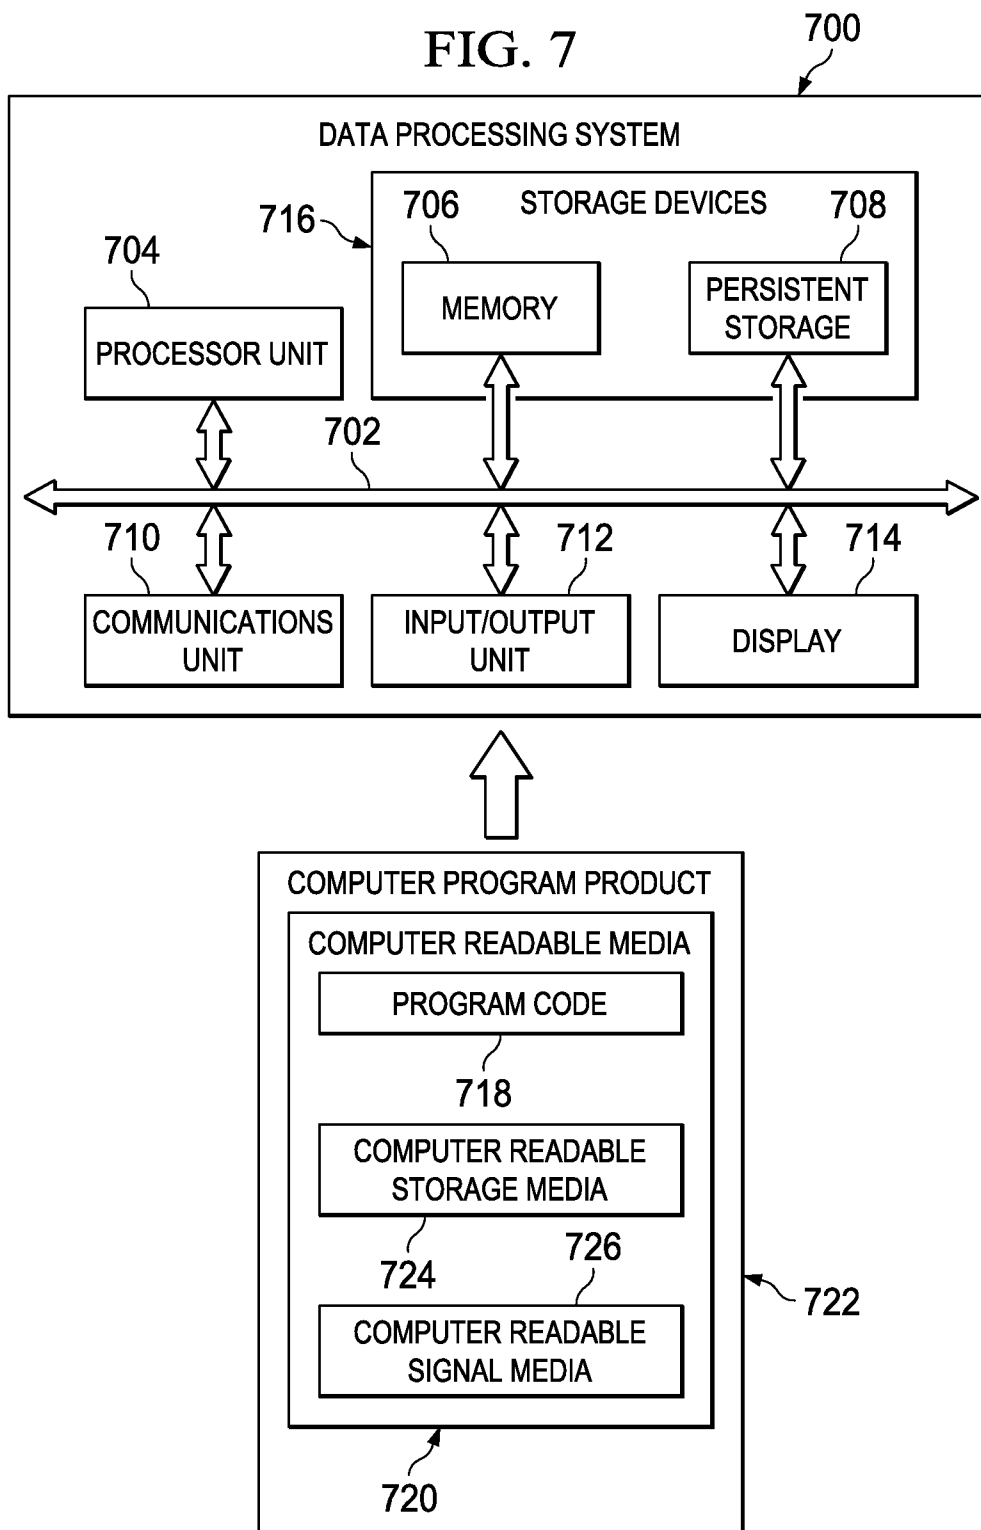 FIG. 7
700
DATA PROCESSING SYSTEM
STORAGE DEVICES
716
706
708
704
MEMORY
PERSISTENT
STORAGE
PROCESSOR UNIT
702
710
712
714
COMMUNICATIONS
UNIT
INPUT/OUTPUT
UNIT
DISPLAY
COMPUTER PROGRAM PRODUCT
COMPUTER READABLE MEDIA
PROGRAM CODE
718
COMPUTER READABLE
STORAGE MEDIA
724
726
COMPUTER READABLE
SIGNAL MEDIA
722
720